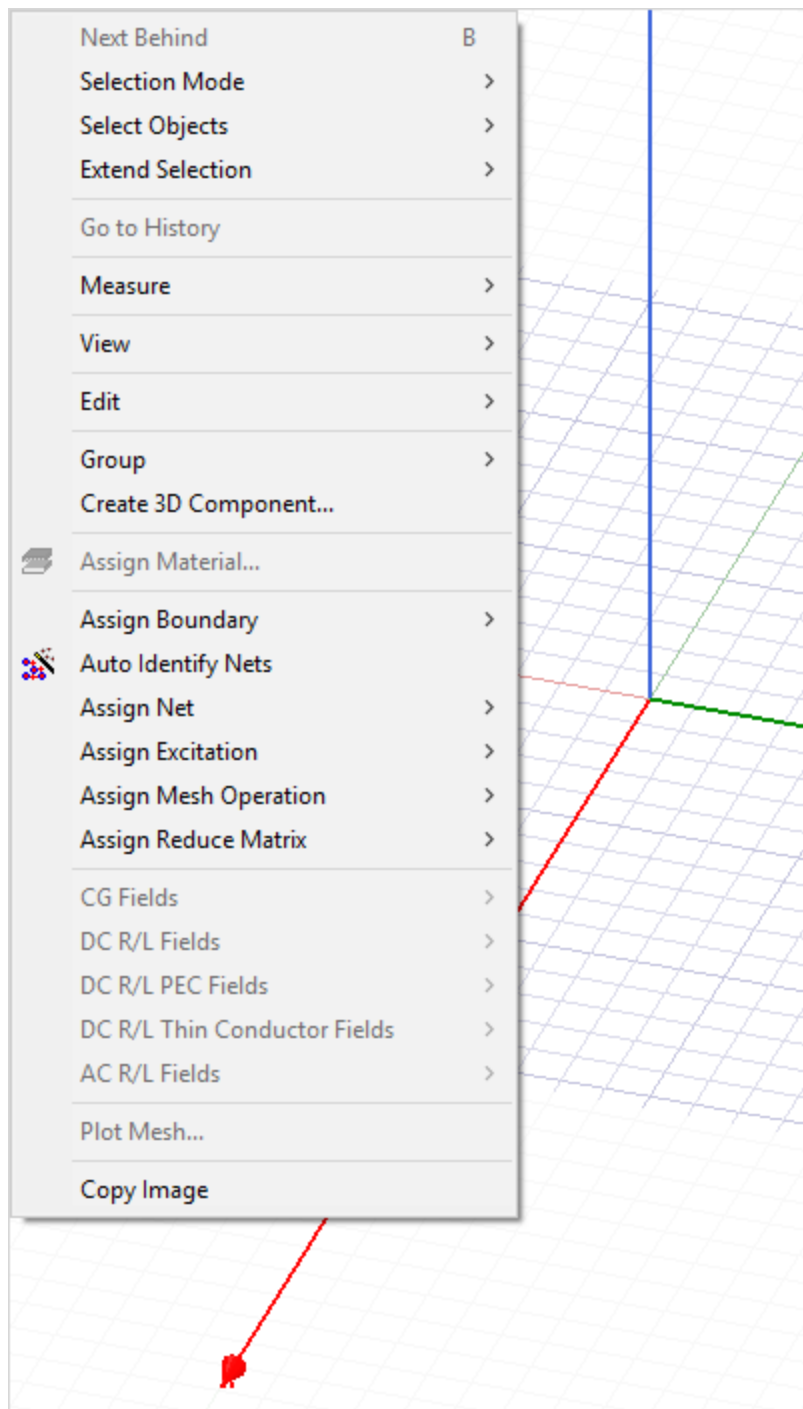 Next Behind B
Selection Mode
Select Objects
Extend Selection
Go to History
Measure
View
Edit
Group
Create 3D Component...
Assign Material...
Assign Boundary
Auto Identify Nets
Assign Net
Assign Excitation
Assign Mesh Operation
Assign Reduce Matrix
CG Fields
DC R/L Fields
DC R/L PEC Fields
DC R/L Thin Conductor Fields
AC R/L Fields
Plot Mesh...
Copy Image